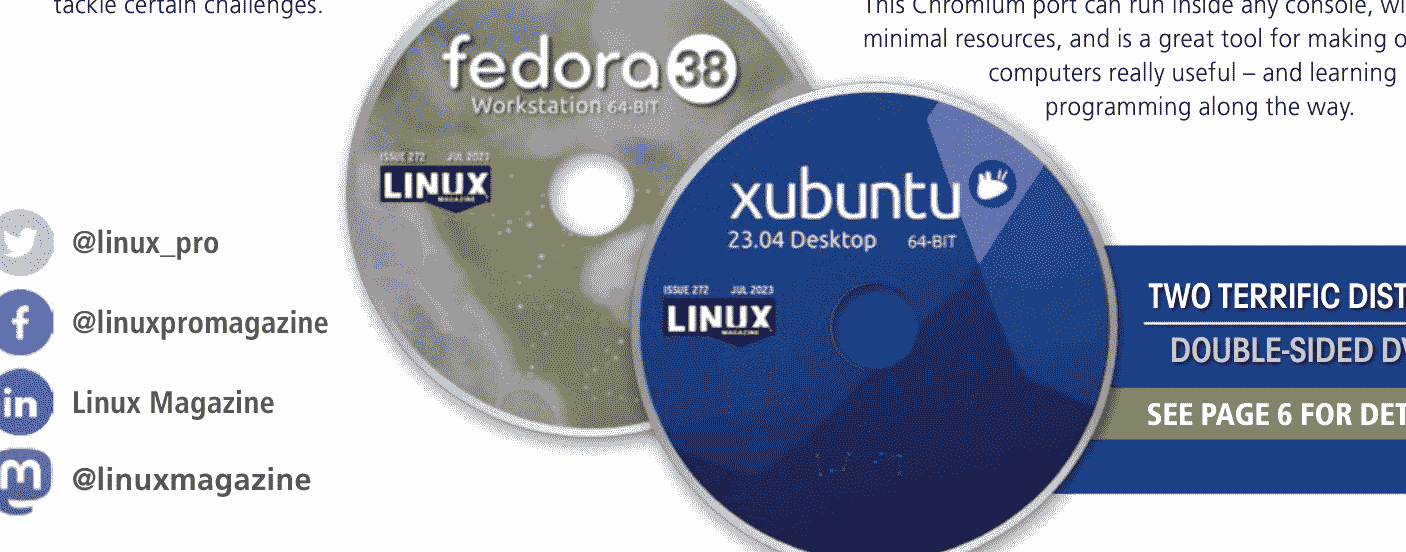 tackle certain challenges.
This Chromium port can run inside any console, wi
minimal resources, and is a great tool for making o
computers really useful – and learning
programming along the way.
fedora 38
Workstation 64-BIT
ISSUE 272 JUL 2023
LINUX
MAGAZINE
xubuntu
23.04 Desktop 64-BIT
ISSUE 272 JUL 2023
LINUX
MAGAZINE
@linux_pro
@linuxpromagazine
in Linux Magazine
@linuxmagazine
TWO TERRIFIC DIST
DOUBLE-SIDED DV
SEE PAGE 6 FOR DET